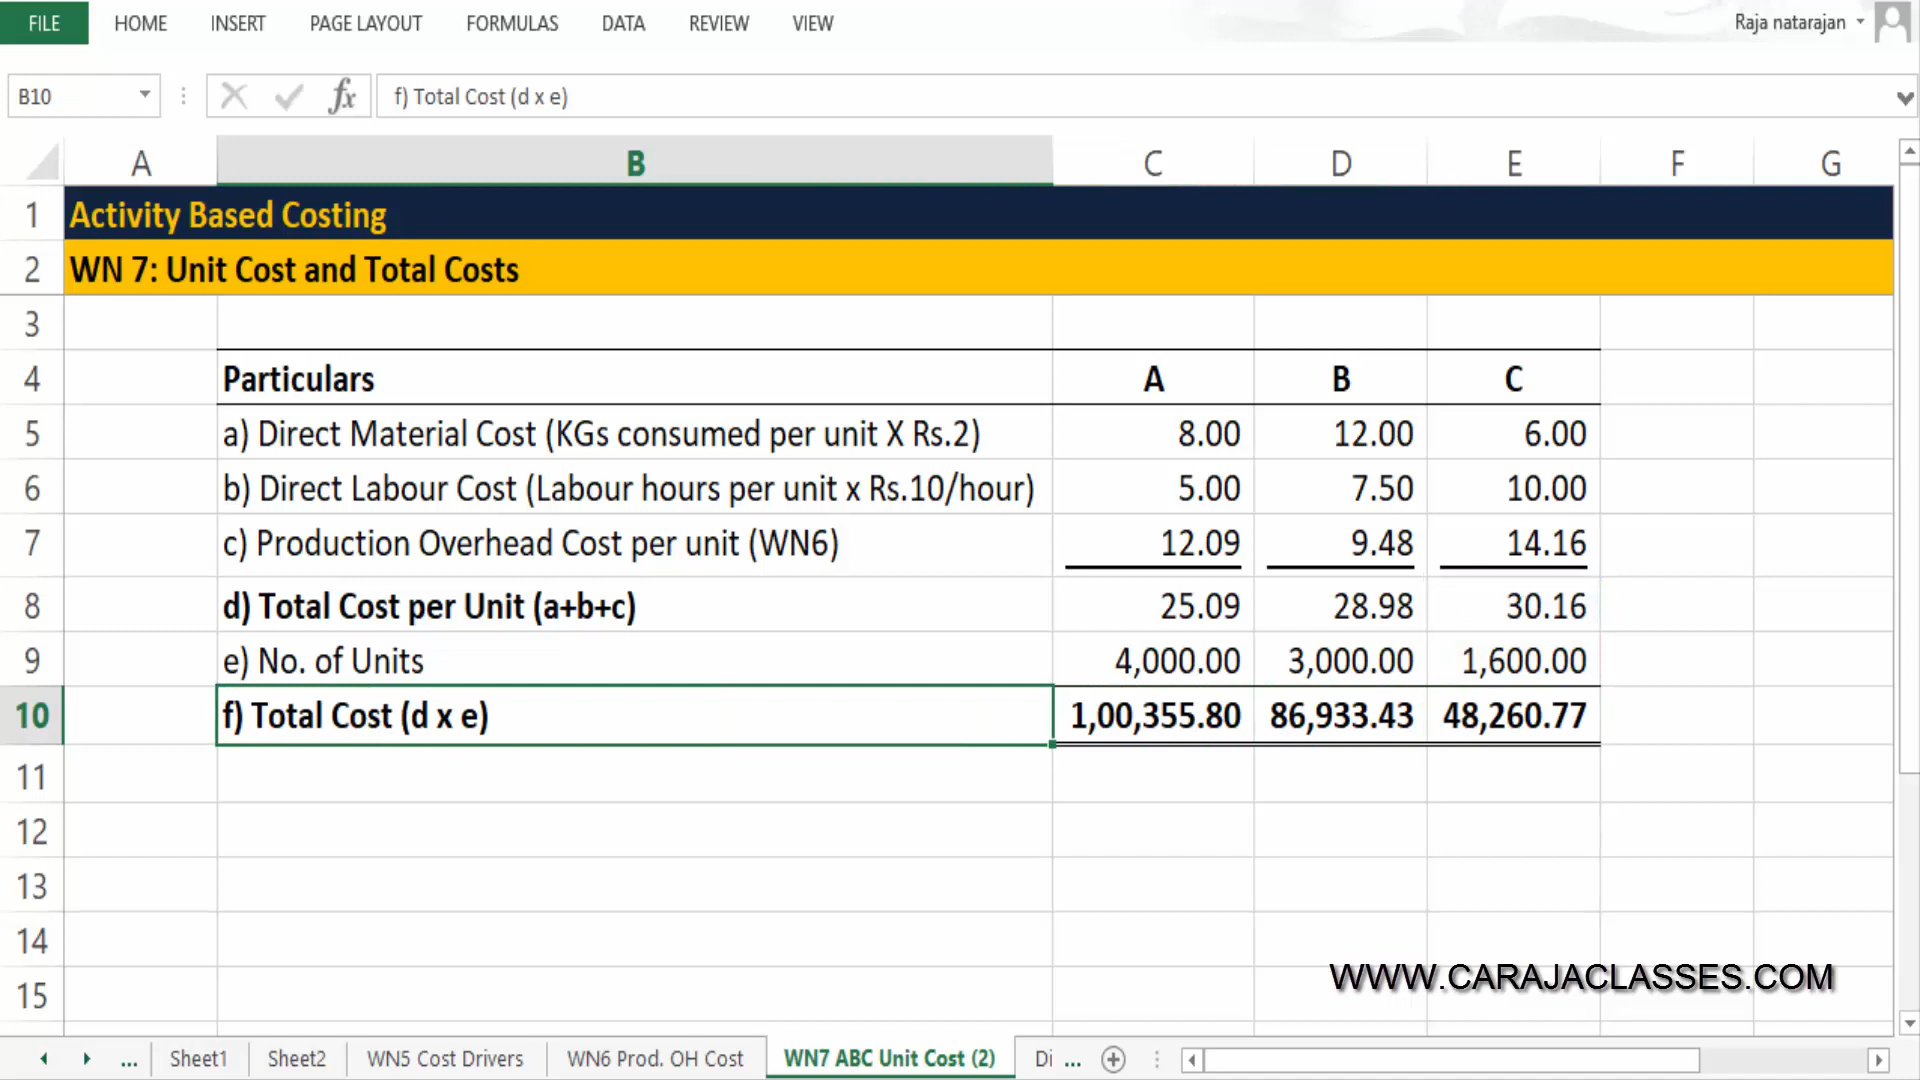 FILE HOME INSERT PAGE LAYOUT FORMULAS DATA REVIEW VIEW Raja natarajan
B10 fx f) Total Cost (d x e)
A B C D E F G
1 Activity Based Costing
2 WN 7: Unit Cost and Total Costs
3
4 Particulars A B C
5 a) Direct Material Cost (KGs consumed per unit X Rs.2) 8.00 12.00 6.00
6 b) Direct Labour Cost (Labour hours per unit x Rs.10/hour) 5.00 7.50 10.00
7 c) Production Overhead Cost per unit (WN6) 12.09 9.48 14.16
8 d) Total Cost per Unit (a+b+c) 25.09 28.98 30.16
9 e) No. of Units 4,000.00 3,000.00 1,600.00
10 f) Total Cost (d x e) 1,00,355.80 86,933.43 48,260.77
11
12
13
14
WWW.CARAJACLASSES.COM
15
... Sheet1 Sheet2 WN5 Cost Drivers WN6 Prod. OH Cost WN7 ABC Unit Cost (2) Di ...